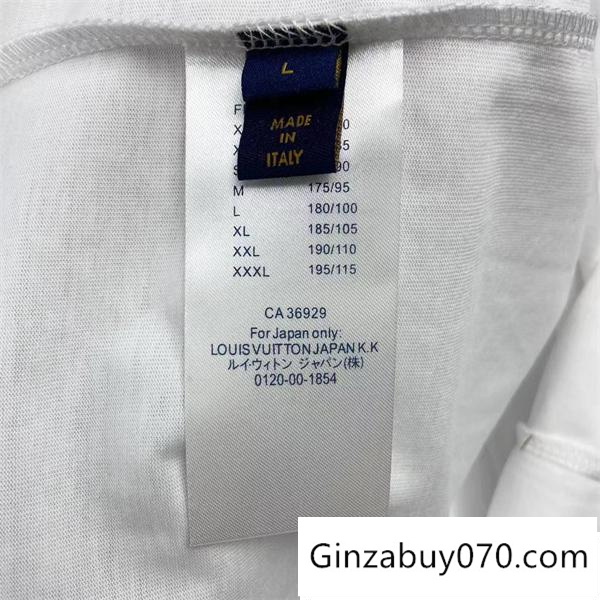 L
MADE
IN
ITALY
M 175/95
L 180/100
XL 185/105
XXL 190/110
XXXL 195/115
CA 36929
For Japan only:
LOUIS VUITTON JAPAN K.K
ルイ・ウィトン ジャパン(株)
0120-00-1854
Ginzabuy070.com